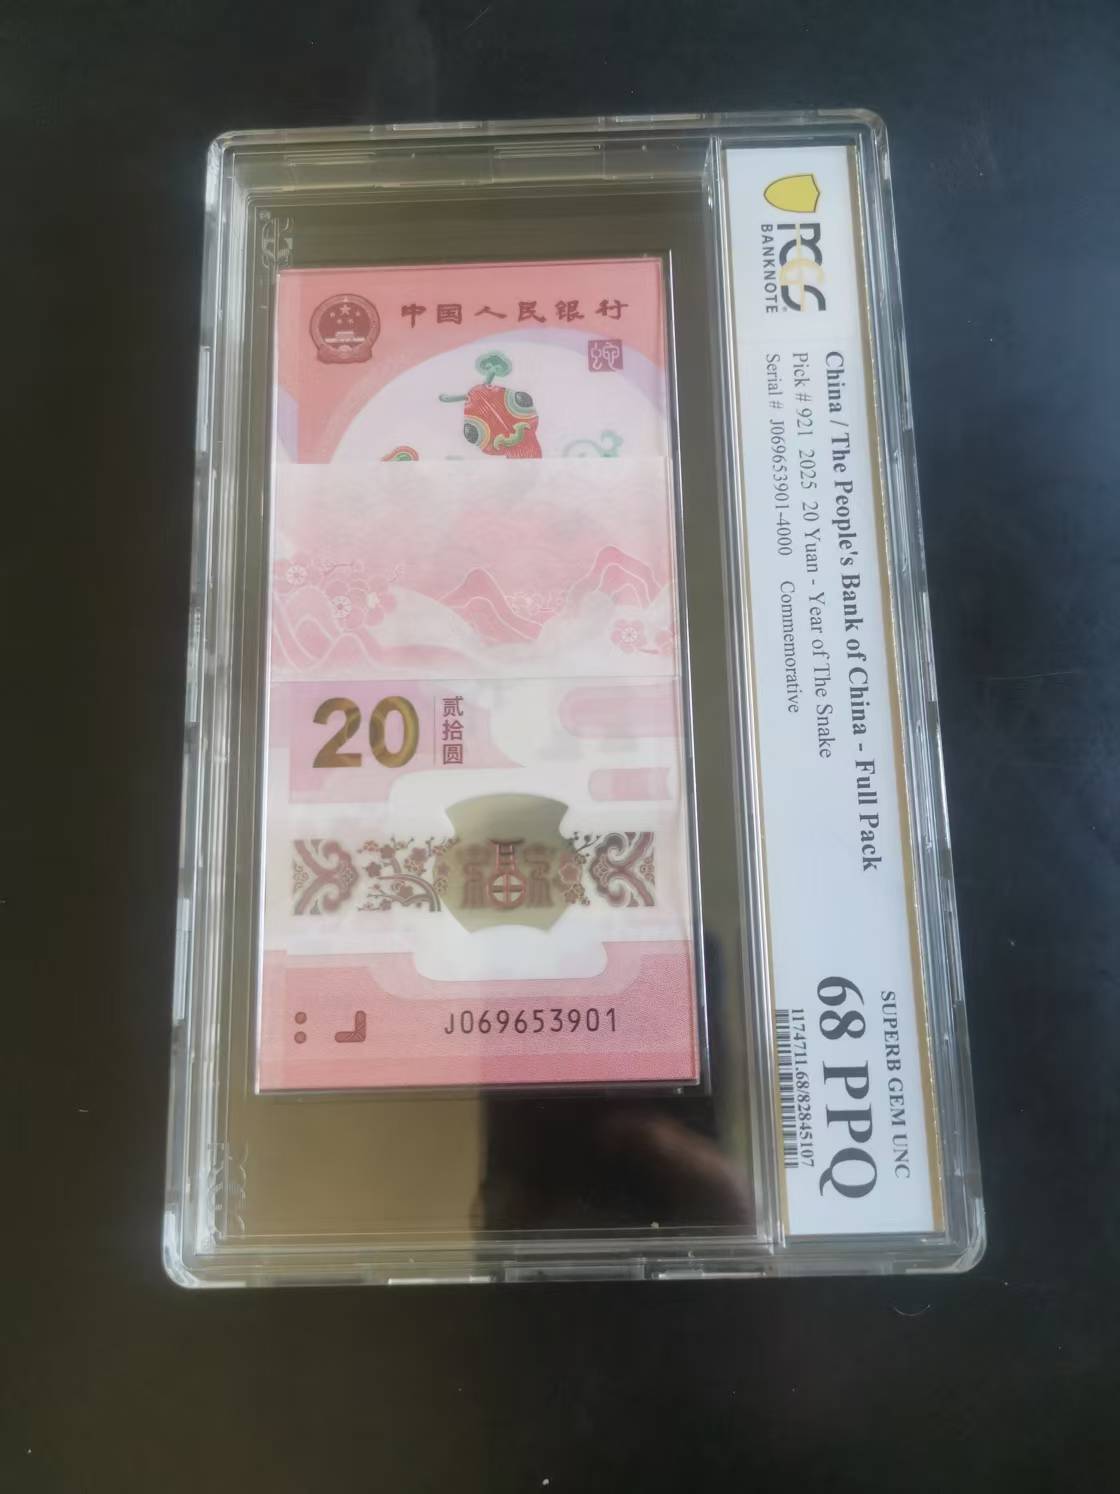 中国人民银行
20
贰拾圆
J069653901
PCGS
BANKNOTE
China / The People's Bank of China - Full Pack
Pick # 921 2025 20 Yuan - Year of The Snake
Serial # J069653901-4000 Commemorative
SUPERB GEM UNC
68 PPQ
1174711.68/82845107